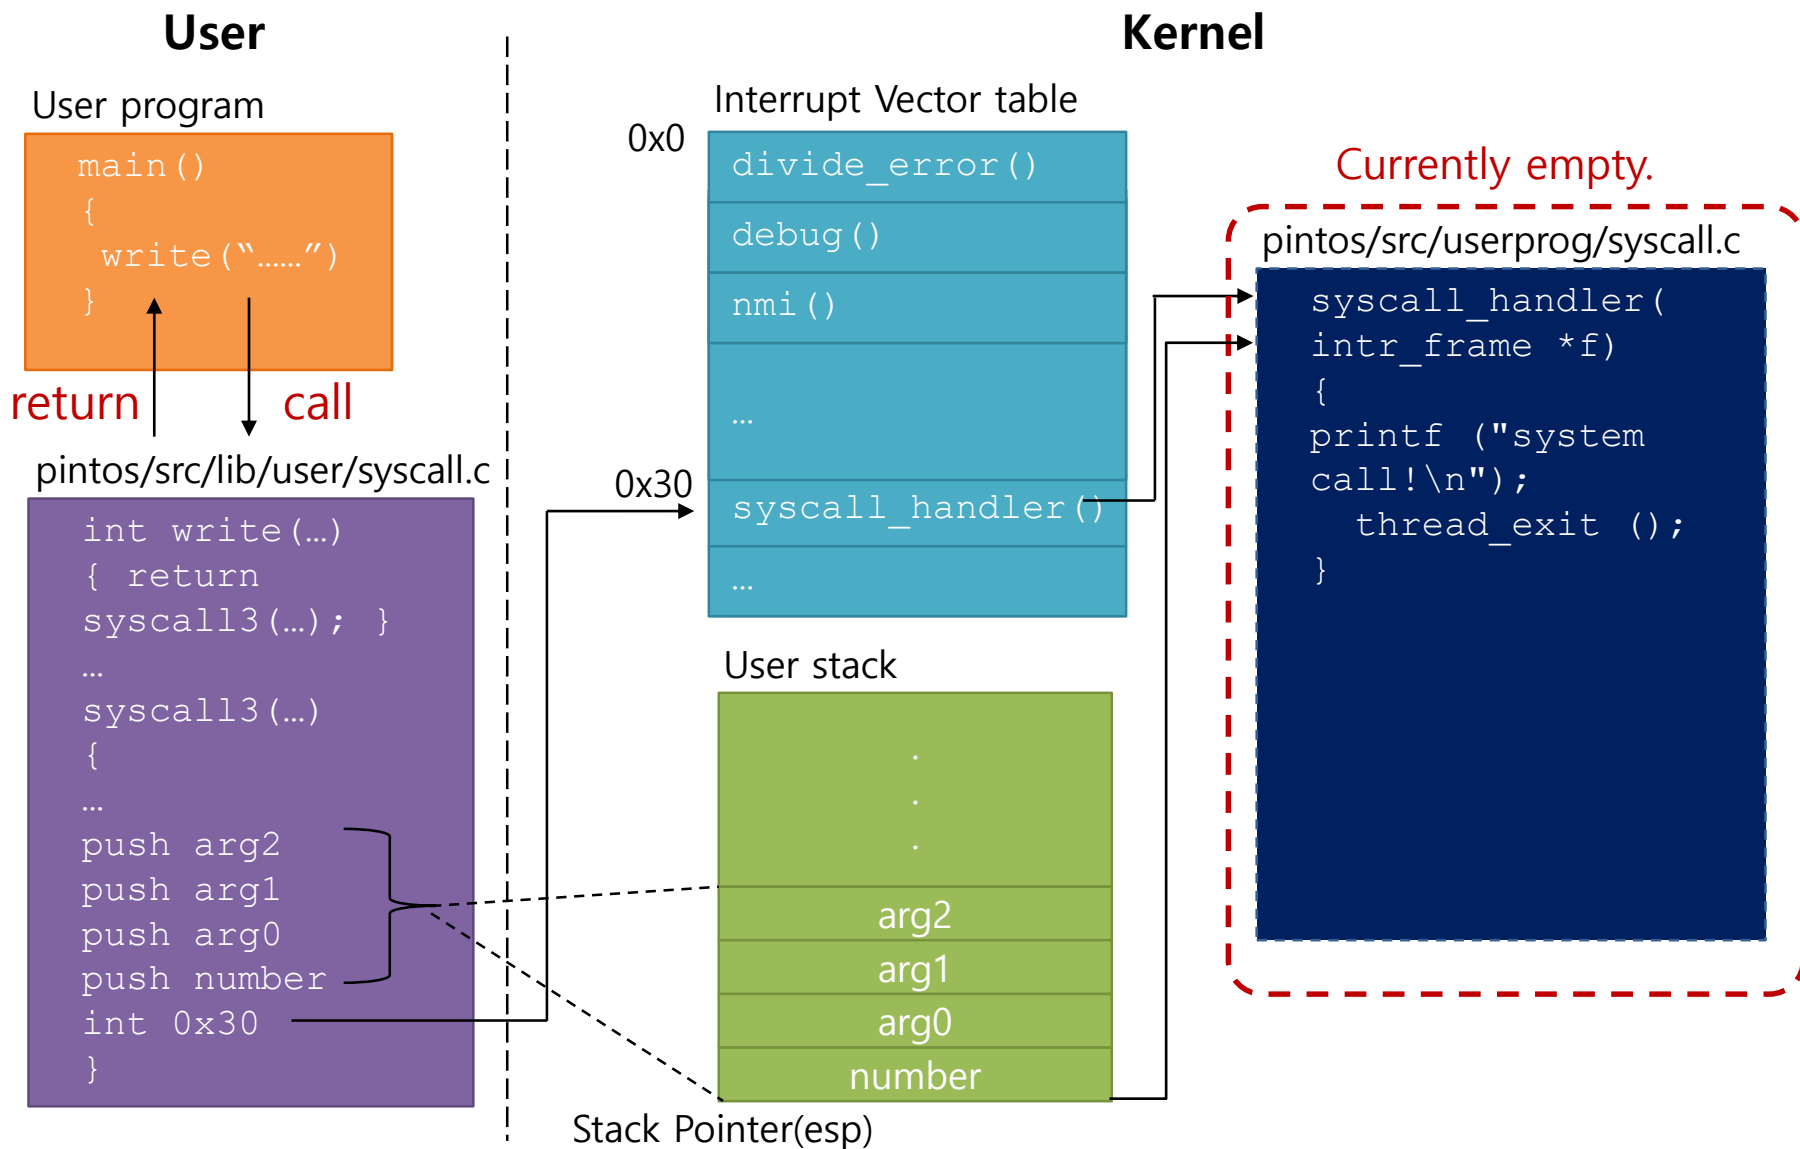 User
Kernel
User program
main()
{
write(“……”)
}
return
call
pintos/src/lib/user/syscall.c
int write(…)
{ return
syscall3(…); }
…
syscall3(…)
{
…
push arg2
push arg1
push arg0
push number
int 0x30
}
Interrupt Vector table
0x0
divide_error()
debug()
nmi()
…
0x30
syscall_handler()
…
User stack
.
.
.
arg2
arg1
arg0
number
Stack Pointer(esp)
Currently empty.
pintos/src/userprog/syscall.c
syscall_handler(
intr_frame *f)
{
printf ("system
call!\n");
thread_exit ();
}